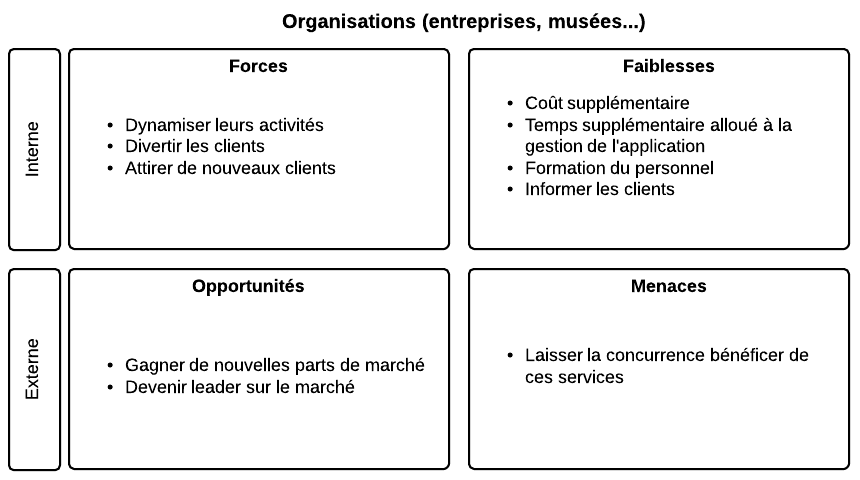 Organisations (entreprises, musées...)
Interne
Forces
• Dynamiser leurs activités
• Divertir les clients
• Attirer de nouveaux clients
Faiblesses
• Coût supplémentaire
• Temps supplémentaire alloué à la
gestion de l'application
• Formation du personnel
• Informer les clients
Externe
Opportunités
• Gagner de nouvelles parts de marché
• Devenir leader sur le marché
Menaces
• Laisser la concurrence bénéficer de
ces services